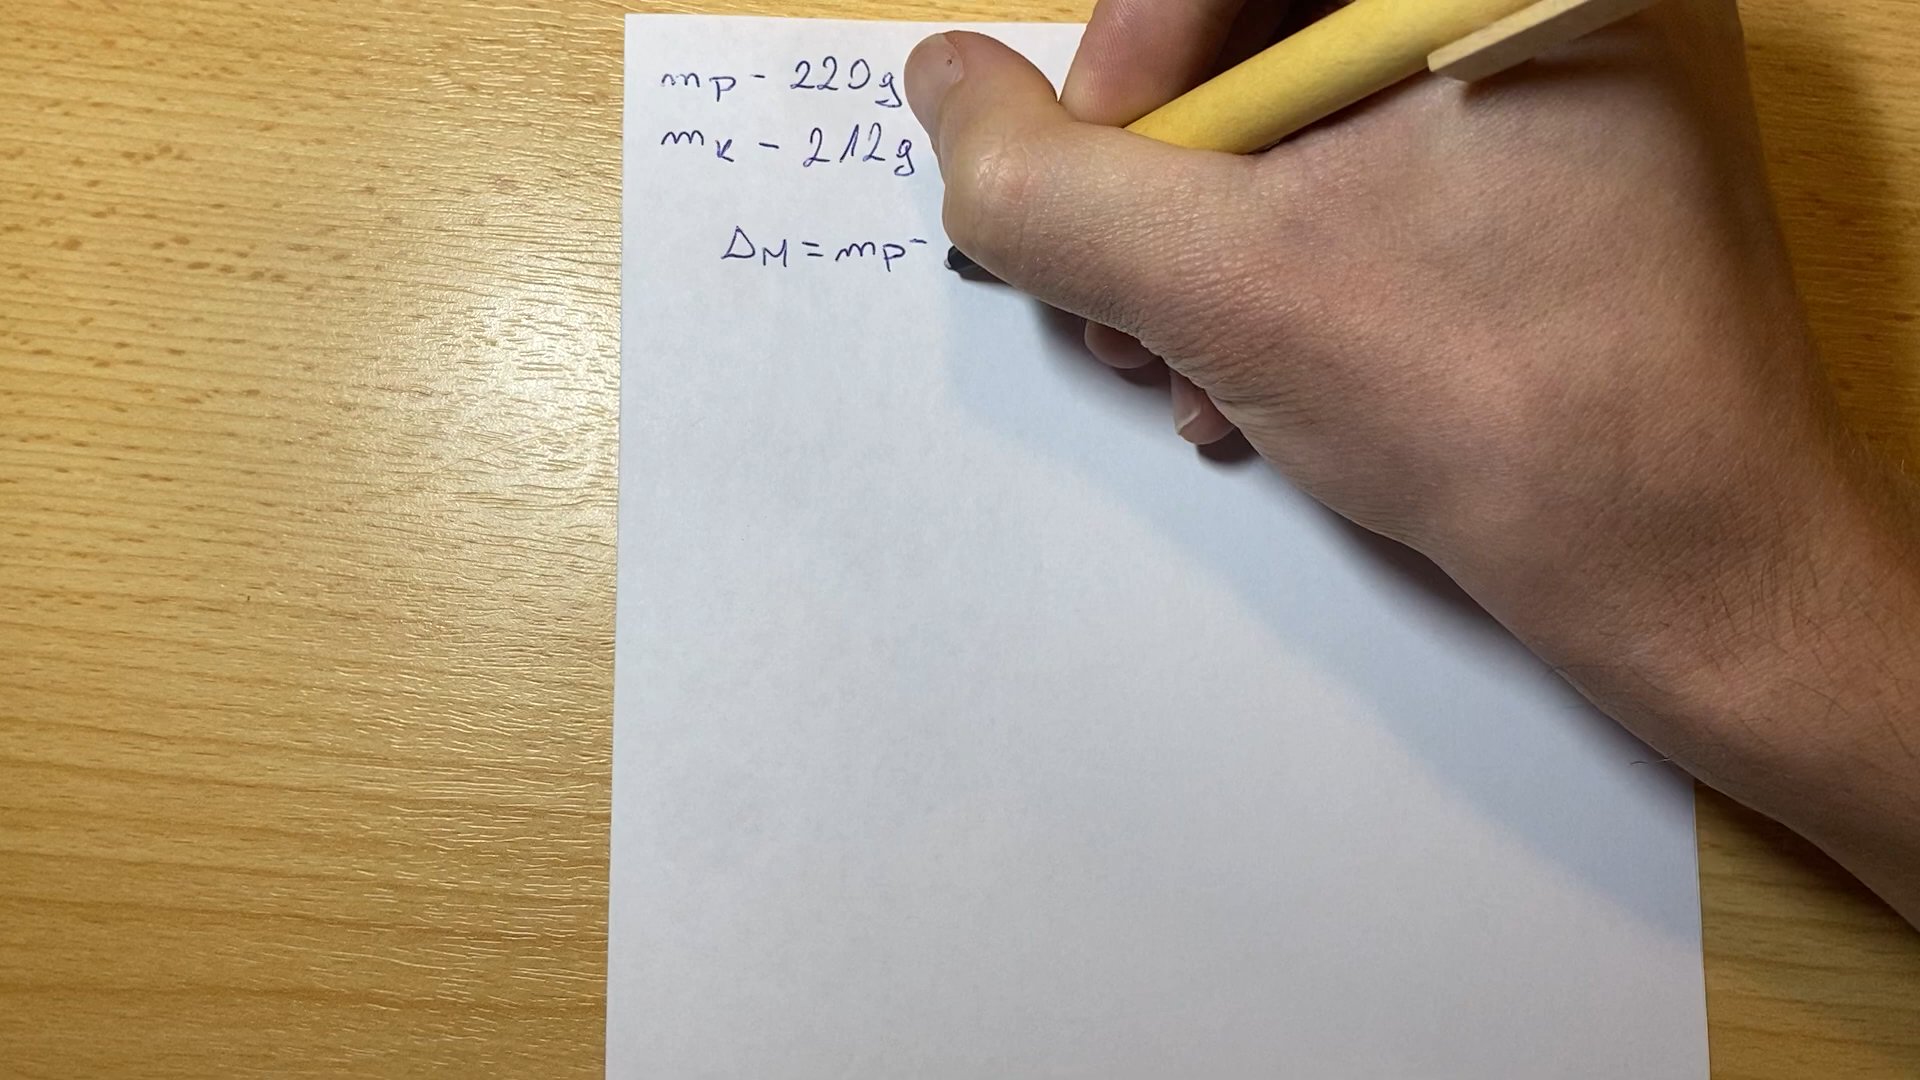 mp - 220g
mk - 212g
ΔM = mp -